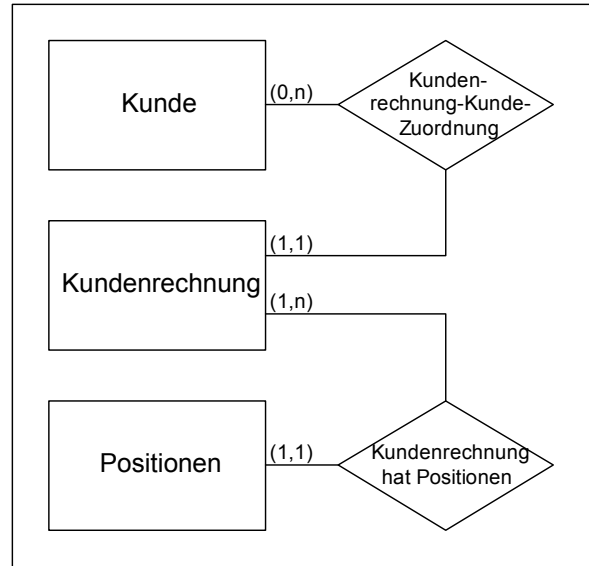 Kunde
(0,n)
Kunden-
rechnung-Kunde-
Zuordnung
Kundenrechnung
(1,1)
(1,n)
Positionen
(1,1)
Kundenrechnung
hat Positionen